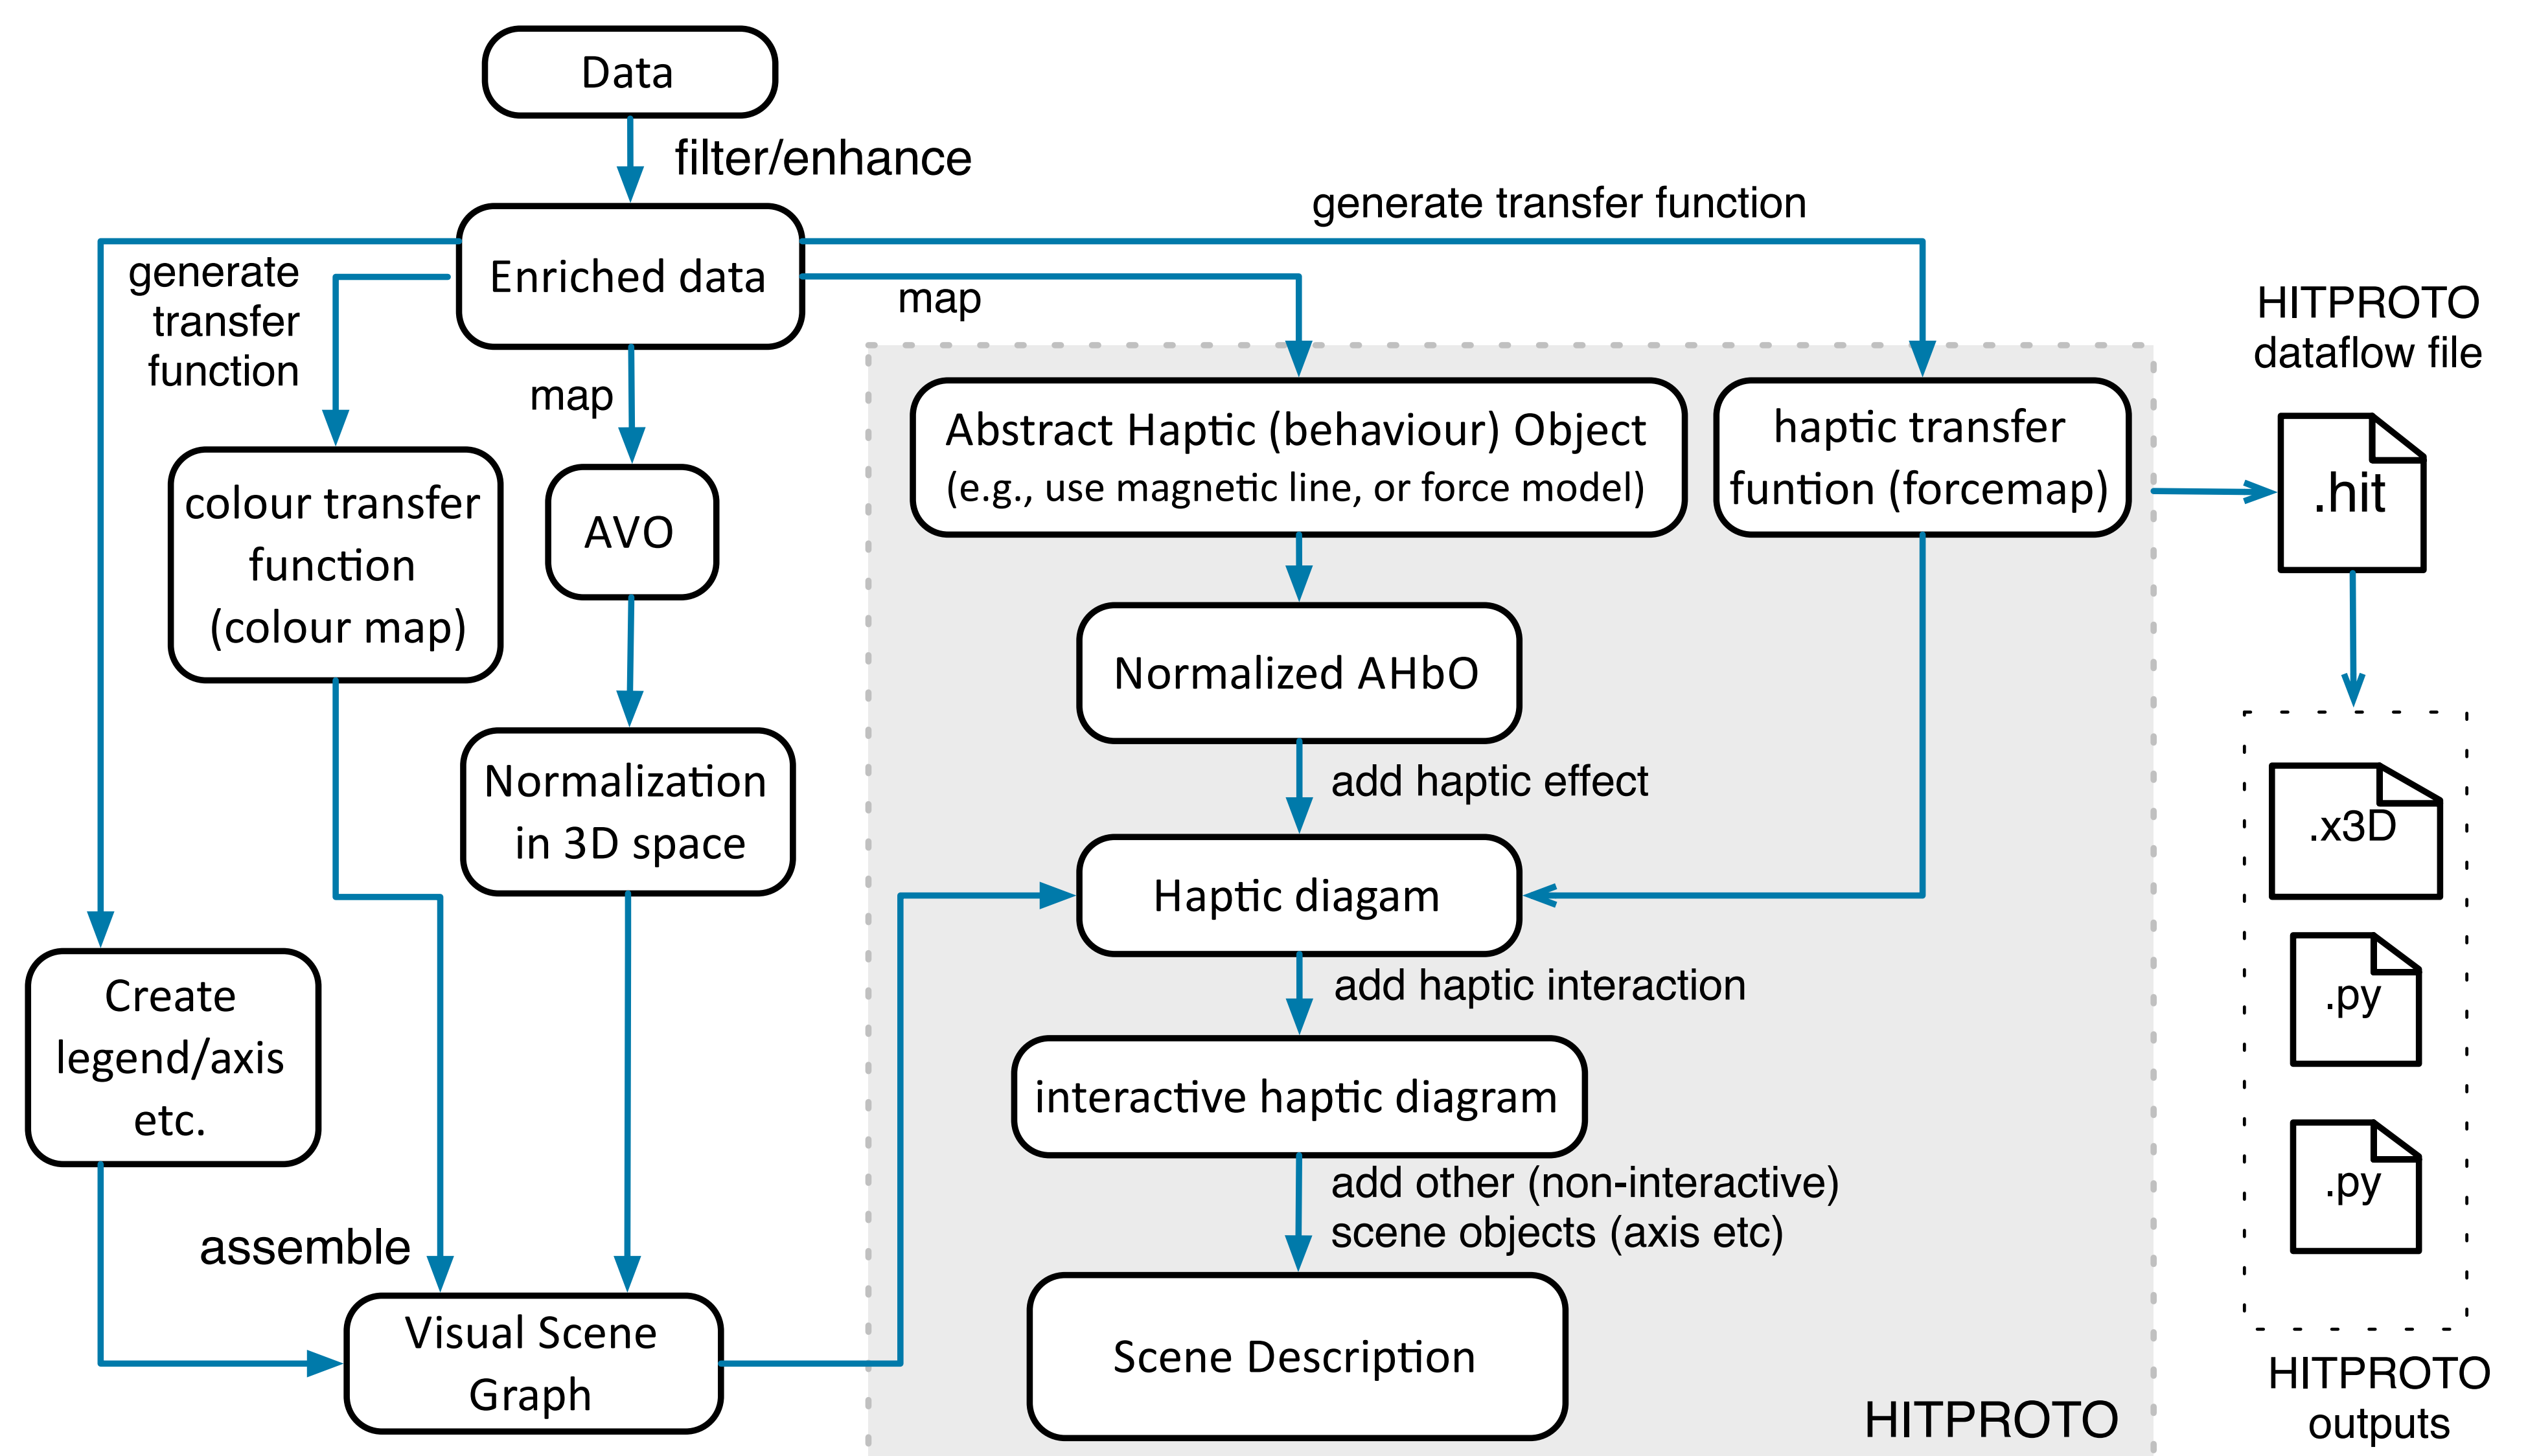 Data
filter/enhance
Enriched data
generate transfer function
generate
transfer
function
map
map
colour transfer
function
(colour map)
AVO
Normalization
in 3D space
Create
legend/axis
etc.
assemble
Visual Scene
Graph
Abstract Haptic (behaviour) Object
(e.g., use magnetic line, or force model)
haptic transfer
funtion (forcemap)
Normalized AHbO
add haptic effect
Haptic diagam
add haptic interaction
interactive haptic diagram
add other (non-interactive)
scene objects (axis etc)
Scene Description
HITPROTO
HITPROTO
dataflow file
.hit
.x3D
.py
.py
HITPROTO
outputs